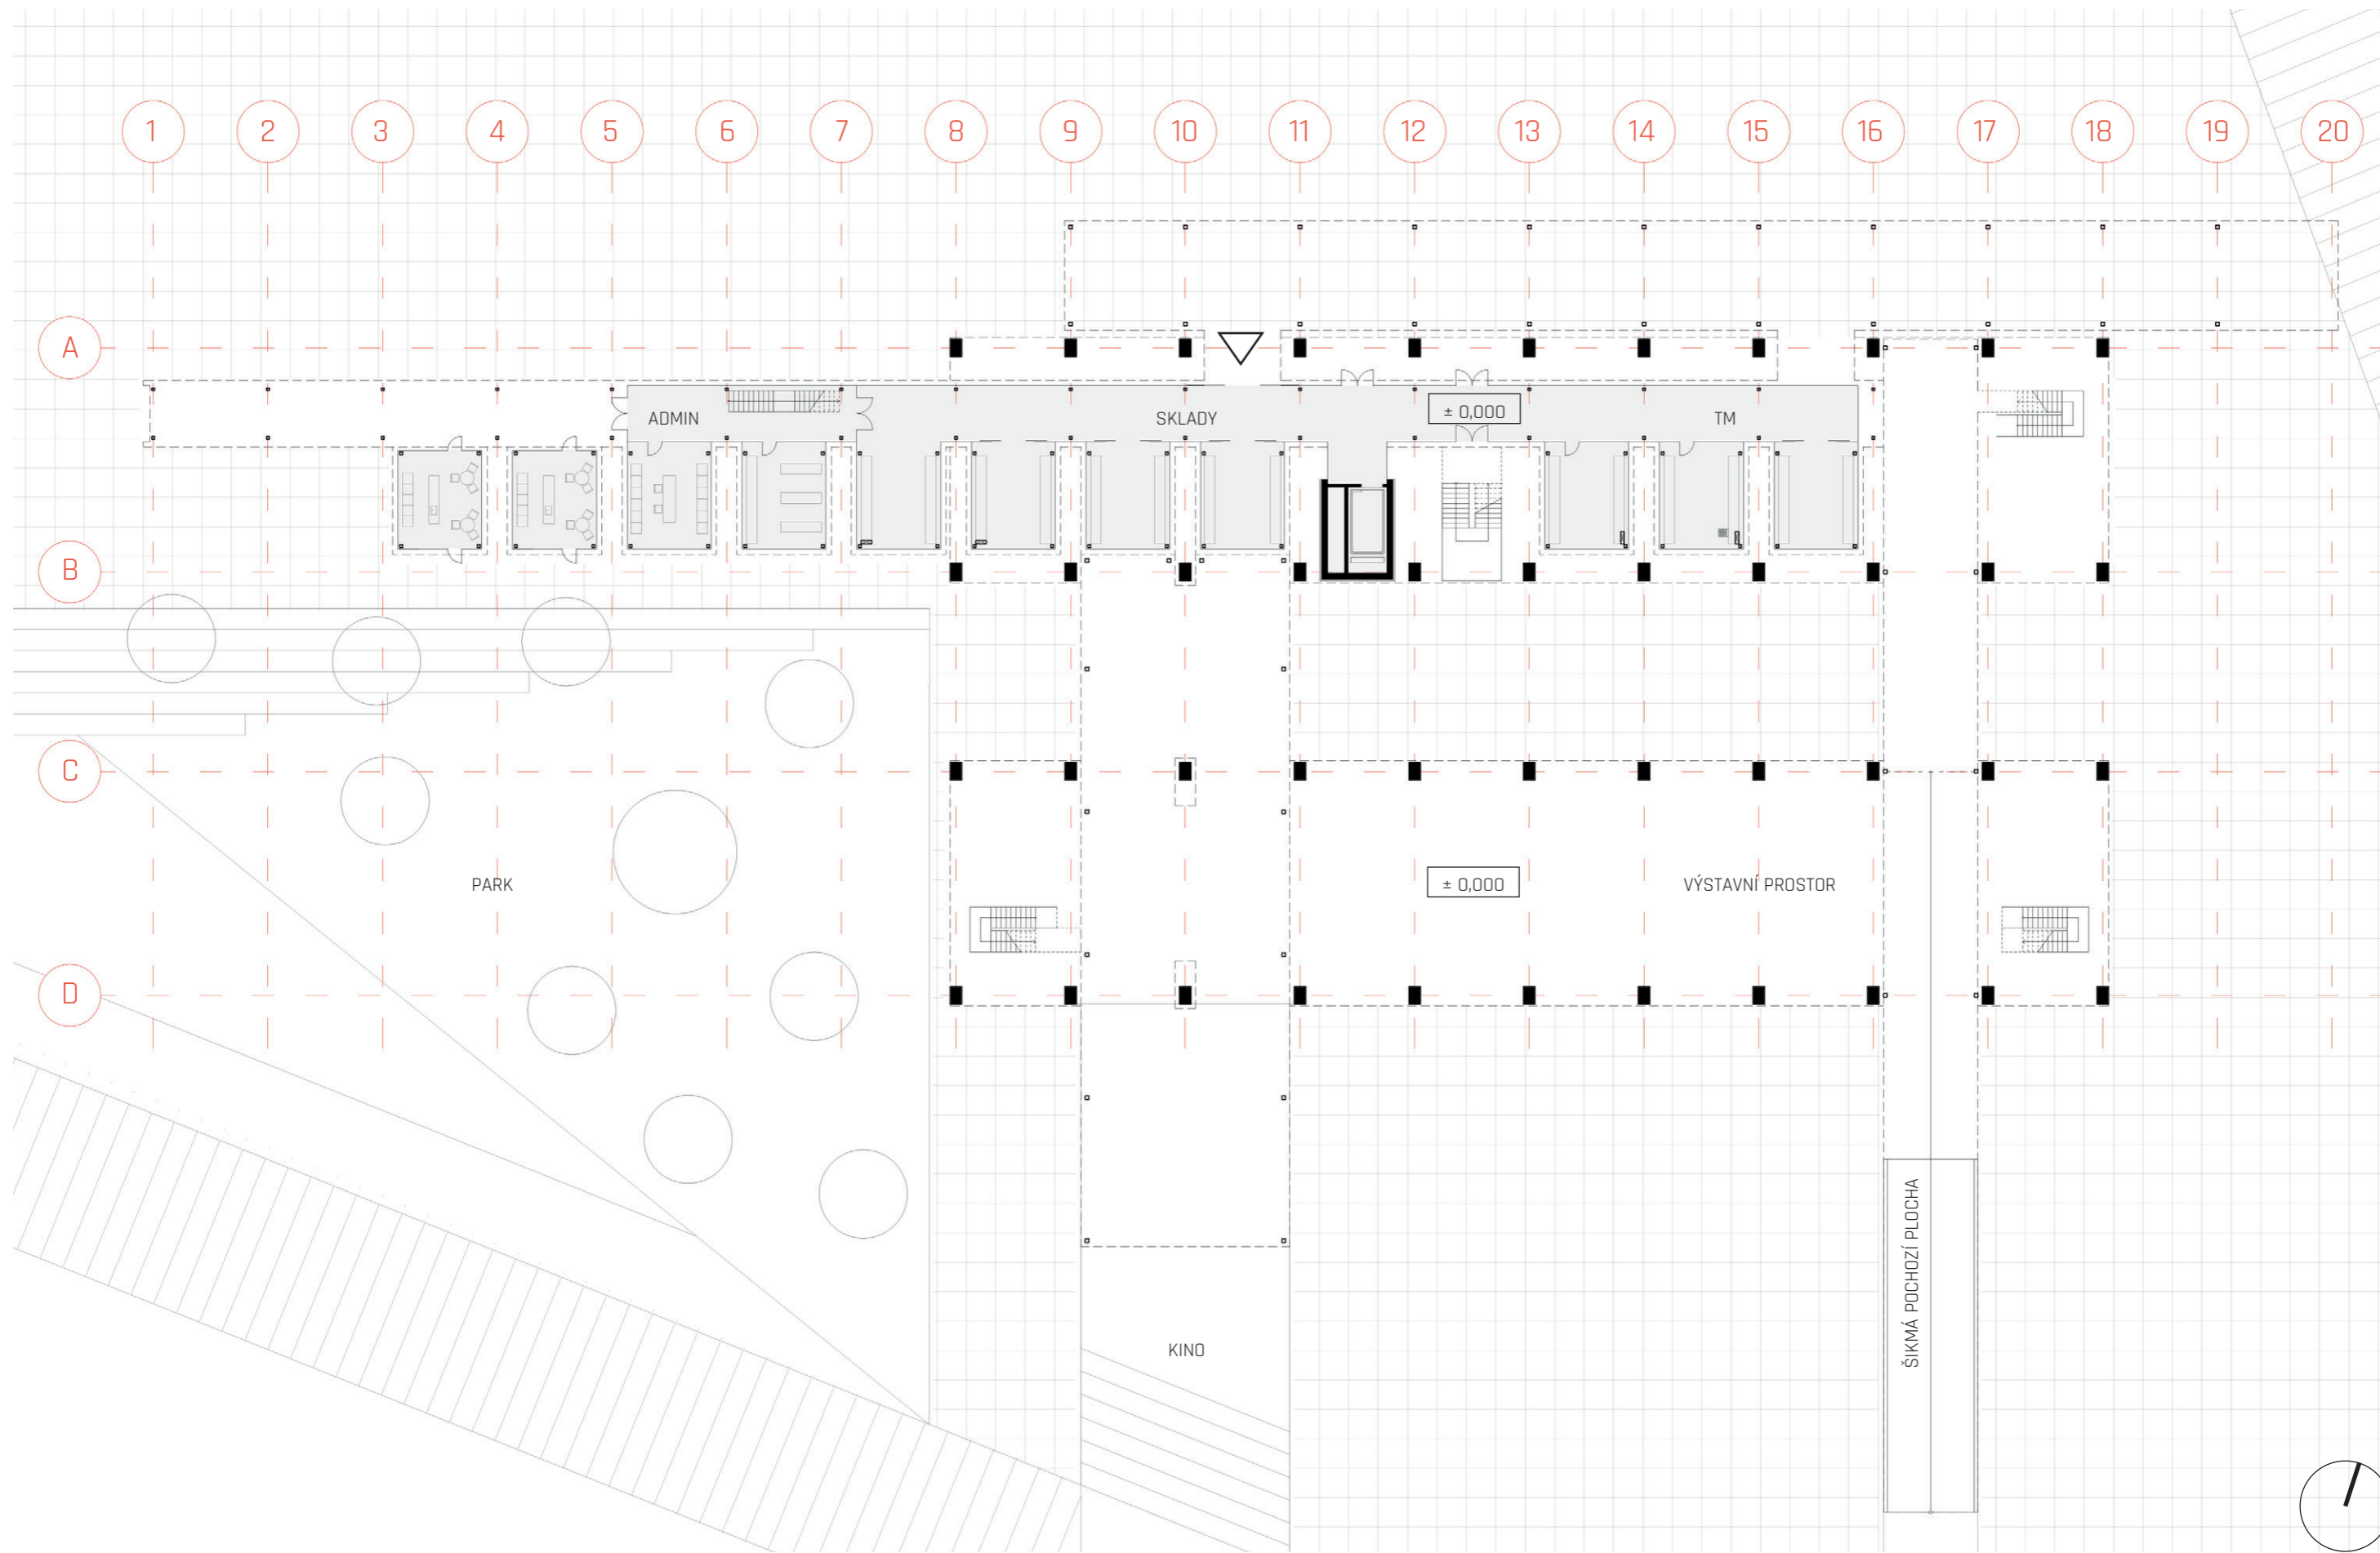 1 2 3 4 5 6 7 8 9 10 11 12 13 14 15 16 17 18 19 20
A
ADMIN
SKLADY
± 0,000
TM
B
C
PARK
± 0,000
VÝSTAVNÍ PROSTOR
D
ŠIKMÁ POCHOZÍ PLOCHA
KINO